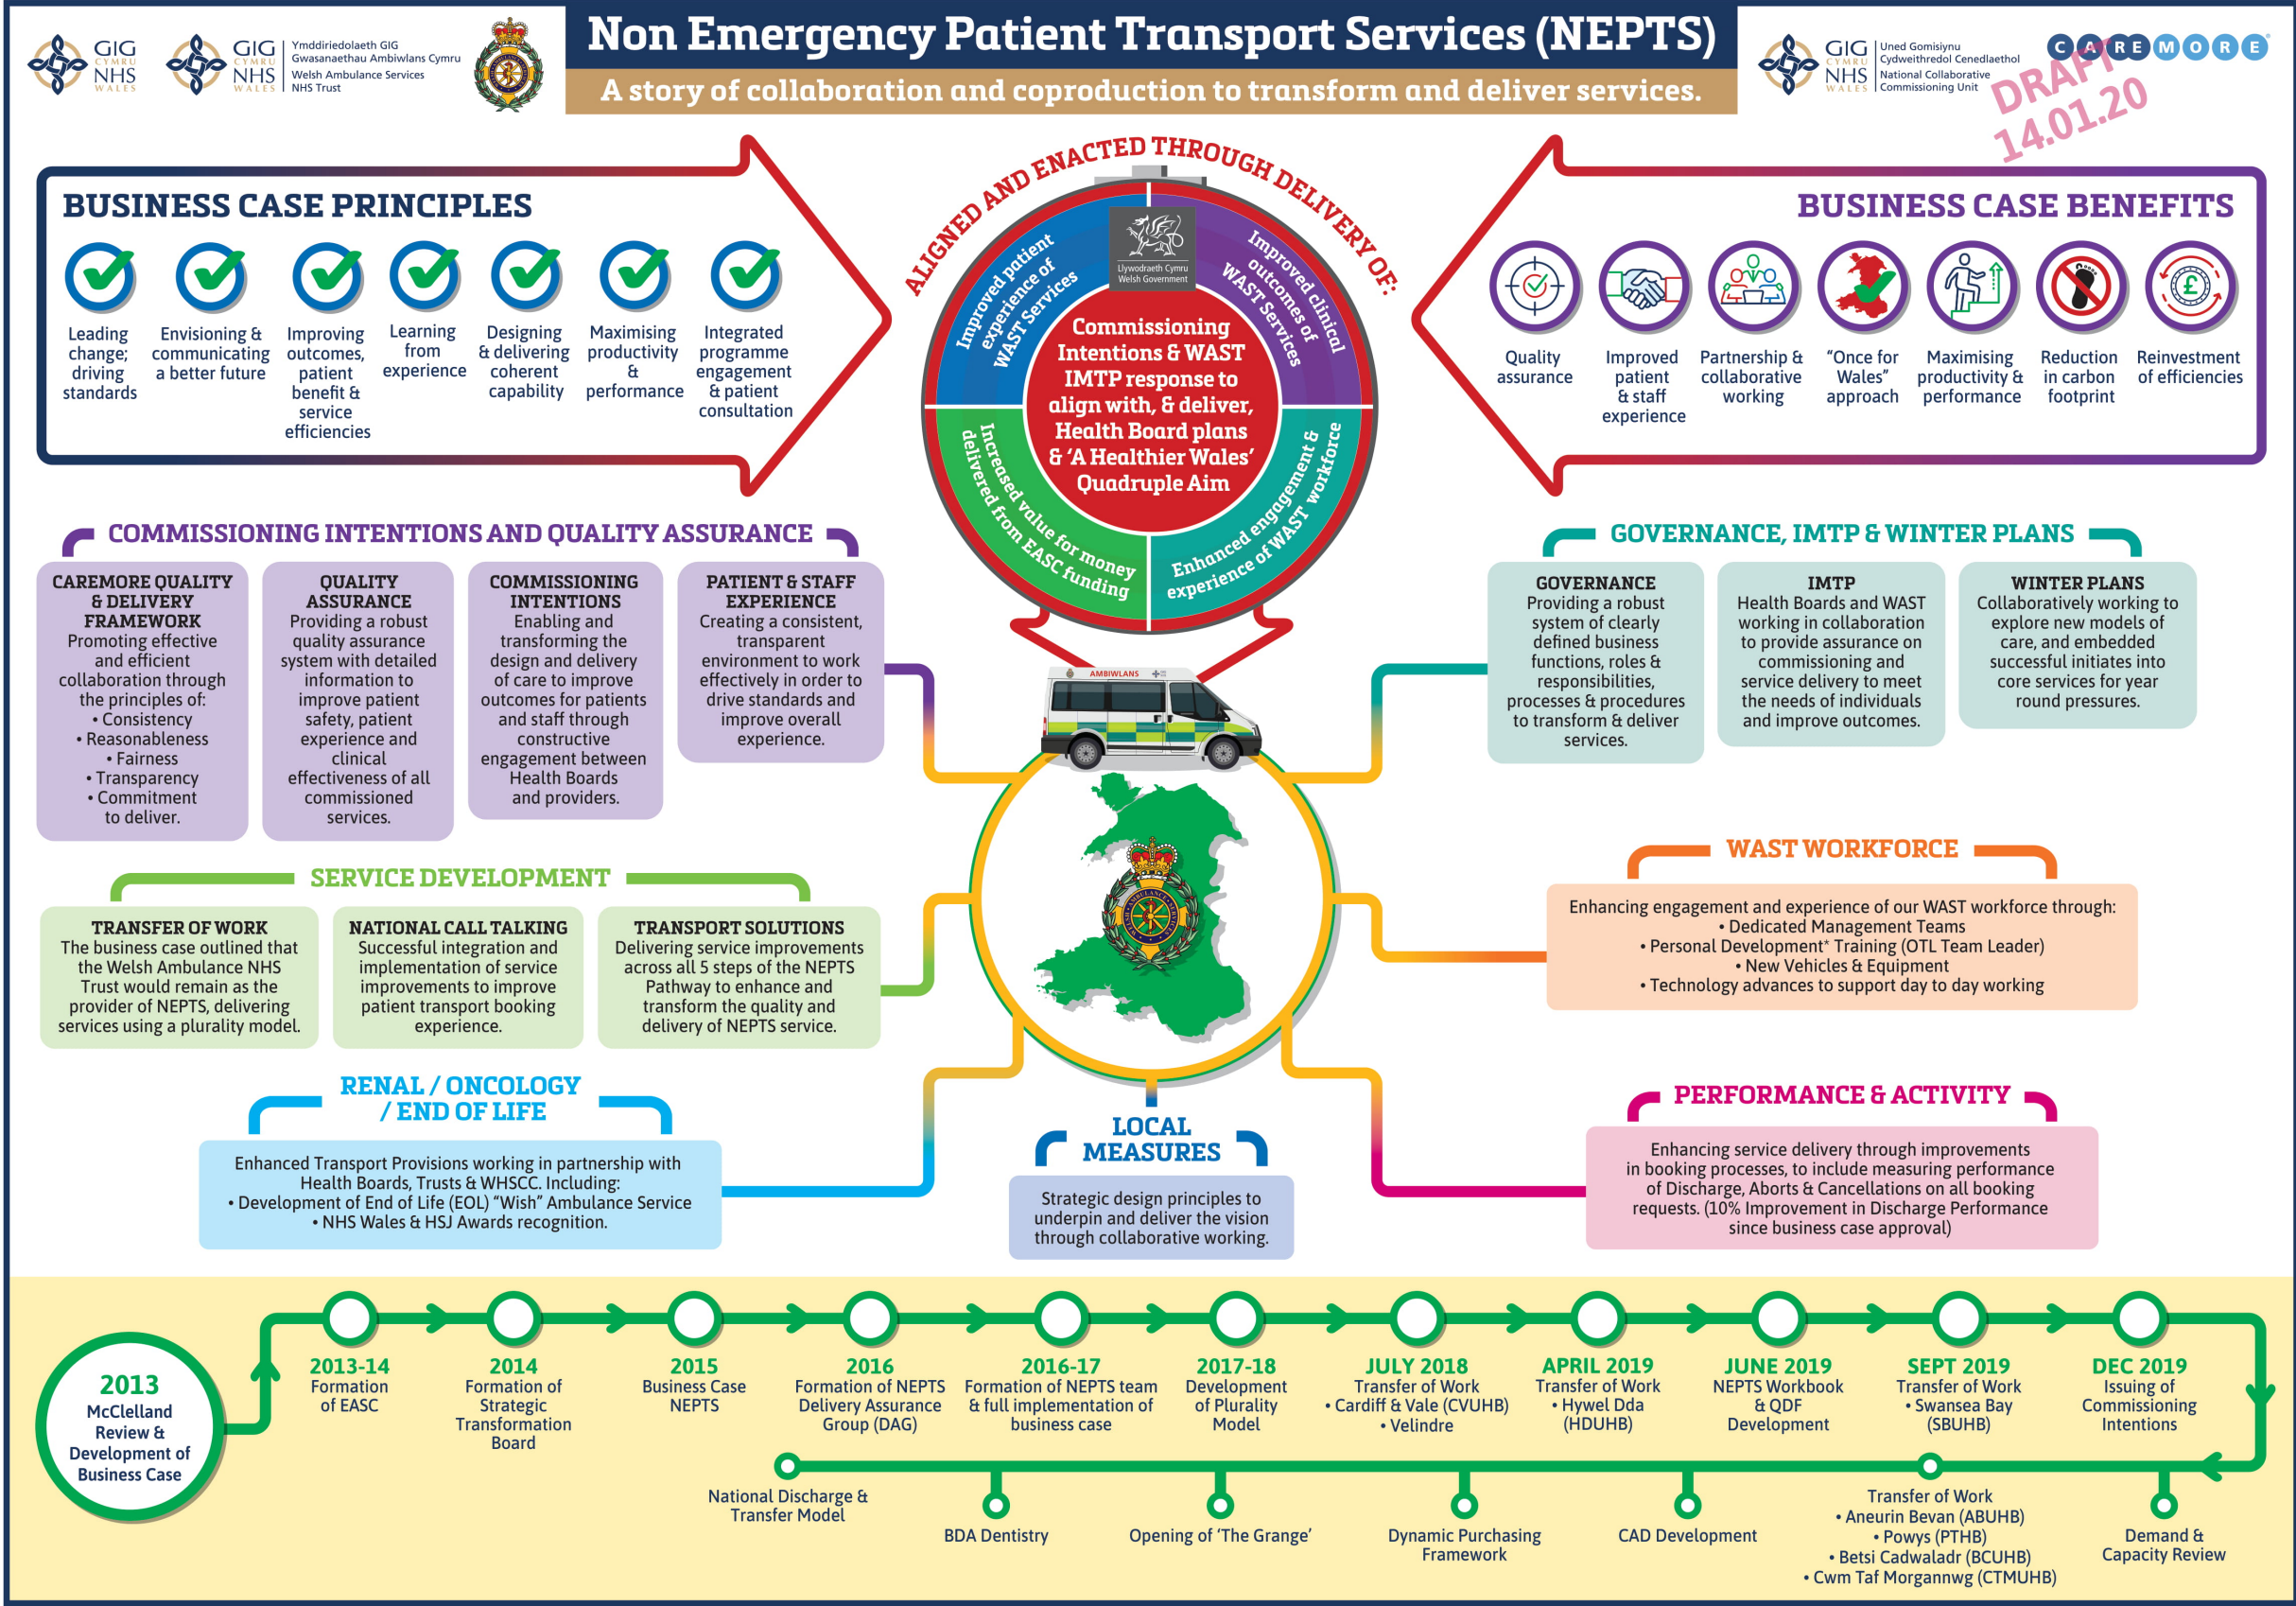 GIG
CYMRU
NHS
WALES
GIG
CYMRU
NHS
WALES
Ymddiriedolaeth GIG
Gwasanaethau Ambiwlans Cymru
Welsh Ambulance Services
NHS Trust
Non Emergency Patient Transport Services (NEPTS)
A story of collaboration and coproduction to transform and deliver services.
GIG
CYMRU
NHS
WALES
Uned Gomisiynu
Cydweithredol Cenedlaethol
National Collaborative
Commissioning Unit
CAREMORE
DRAFT
14.01.20
BUSINESS CASE PRINCIPLES
Leading
change;
driving
standards
Envisioning &
communicating
a better future
Improving
outcomes,
patient
benefit &
service
efficiencies
Learning
from
experience
Designing
& delivering
coherent
capability
Maximising
productivity
&
performance
Integrated
programme
engagement
& patient
consultation
ALIGNED AND ENACTED THROUGH DELIVERY OF:
Llywodraeth Cymru
Welsh Government
Improved patient
experience of
WAST Services
Improved clinical
outcomes of
WAST Services
Commissioning
Intentions & WAST
IMTP response to
align with, & deliver,
Health Board plans
& ‘A Healthier Wales’
Quadruple Aim
Increased value for money
delivered from EASC funding
Enhanced engagement &
experience of WAST workforce
BUSINESS CASE BENEFITS
Quality
assurance
Improved
patient
& staff
experience
Partnership &
collaborative
working
“Once for
Wales”
approach
Maximising
productivity &
performance
Reduction
in carbon
footprint
£
Reinvestment
of efficiencies
COMMISSIONING INTENTIONS AND QUALITY ASSURANCE
CAREMORE QUALITY
& DELIVERY
FRAMEWORK
Promoting effective
and efficient
collaboration through
the principles of:
• Consistency
• Reasonableness
• Fairness
• Transparency
• Commitment
to deliver.
QUALITY
ASSURANCE
Providing a robust
quality assurance
system with detailed
information to
improve patient
safety, patient
experience and
clinical
effectiveness of all
commissioned
services.
COMMISSIONING
INTENTIONS
Enabling and
transforming the
design and delivery
of care to improve
outcomes for patients
and staff through
constructive
engagement between
Health Boards
and providers.
PATIENT & STAFF
EXPERIENCE
Creating a consistent,
transparent
environment to work
effectively in order to
drive standards and
improve overall
experience.
AMBIWLANS
GOVERNANCE, IMTP & WINTER PLANS
GOVERNANCE
Providing a robust
system of clearly
defined business
functions, roles &
responsibilities,
processes & procedures
to transform & deliver
services.
IMTP
Health Boards and WAST
working in collaboration
to provide assurance on
commissioning and
service delivery to meet
the needs of individuals
and improve outcomes.
WINTER PLANS
Collaboratively working to
explore new models of
care, and embedded
successful initiates into
core services for year
round pressures.
SERVICE DEVELOPMENT
TRANSFER OF WORK
The business case outlined that
the Welsh Ambulance NHS
Trust would remain as the
provider of NEPTS, delivering
services using a plurality model.
NATIONAL CALL TALKING
Successful integration and
implementation of service
improvements to improve
patient transport booking
experience.
TRANSPORT SOLUTIONS
Delivering service improvements
across all 5 steps of the NEPTS
Pathway to enhance and
transform the quality and
delivery of NEPTS service.
WAST WORKFORCE
Enhancing engagement and experience of our WAST workforce through:
• Dedicated Management Teams
• Personal Development* Training (OTL Team Leader)
• New Vehicles & Equipment
• Technology advances to support day to day working
RENAL / ONCOLOGY
/ END OF LIFE
Enhanced Transport Provisions working in partnership with
Health Boards, Trusts & WHSCC. Including:
• Development of End of Life (EOL) “Wish” Ambulance Service
• NHS Wales & HSJ Awards recognition.
LOCAL
MEASURES
Strategic design principles to
underpin and deliver the vision
through collaborative working.
PERFORMANCE & ACTIVITY
Enhancing service delivery through improvements
in booking processes, to include measuring performance
of Discharge, Aborts & Cancellations on all booking
requests. (10% Improvement in Discharge Performance
since business case approval)
2013
McClelland
Review &
Development of
Business Case
2013-14
Formation
of EASC
2014
Formation of
Strategic
Transformation
Board
2015
Business Case
NEPTS
2016
Formation of NEPTS
Delivery Assurance
Group (DAG)
2016-17
Formation of NEPTS team
& full implementation of
business case
2017-18
Development
of Plurality
Model
JULY 2018
Transfer of Work
• Cardiff & Vale (CVUHB)
• Velindre
APRIL 2019
Transfer of Work
• Hywel Dda
(HDUHB)
JUNE 2019
NEPTS Workbook
& QDF
Development
SEPT 2019
Transfer of Work
• Swansea Bay
(SBUHB)
DEC 2019
Issuing of
Commissioning
Intentions
National Discharge &
Transfer Model
BDA Dentistry
Opening of ‘The Grange’
Dynamic Purchasing
Framework
CAD Development
Transfer of Work
• Aneurin Bevan (ABUHB)
• Powys (PTHB)
• Betsi Cadwaladr (BCUHB)
• Cwm Taf Morgannwg (CTMUHB)
Demand &
Capacity Review